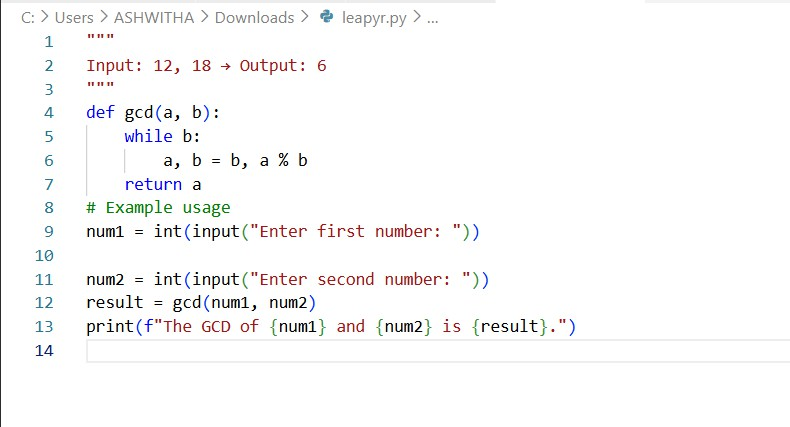 C: > Users > ASHWITHA > Downloads > leapyr.py > ...
1 """
2 Input: 12, 18 → Output: 6
3 """
4 def gcd(a, b):
5     while b:
6         a, b = b, a % b
7     return a
8 # Example usage
9 num1 = int(input("Enter first number: "))
10
11 num2 = int(input("Enter second number: "))
12 result = gcd(num1, num2)
13 print(f"The GCD of {num1} and {num2} is {result}.")
14